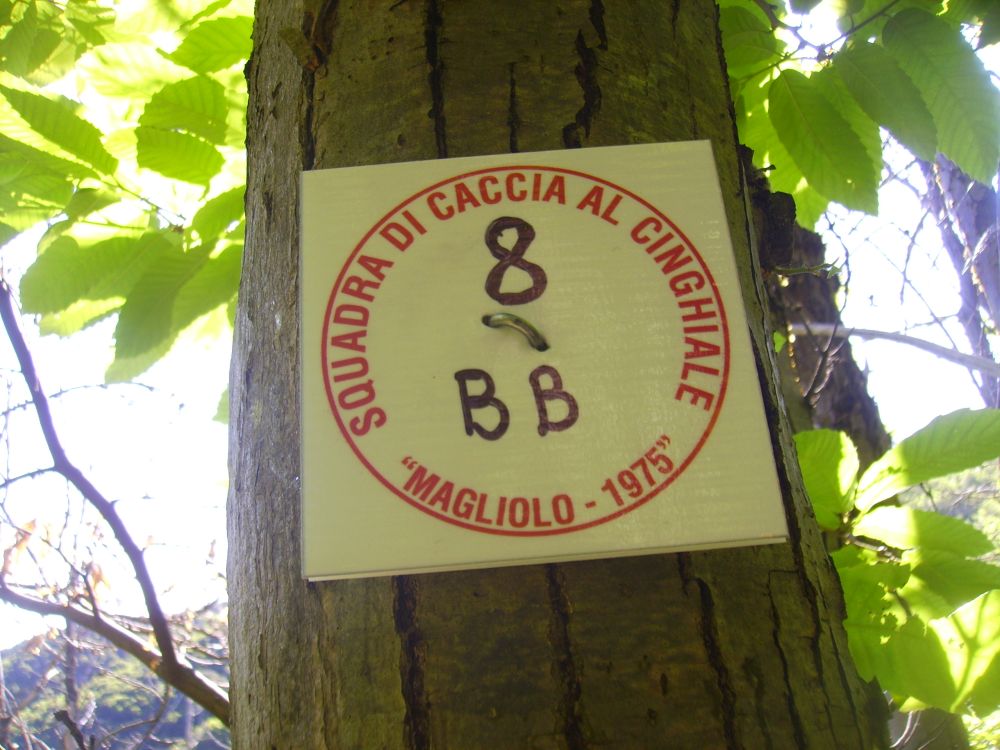 SQUADRA DI CACCIA AL CINGHIALE
8
BB
"MAGLIOLO - 1975"